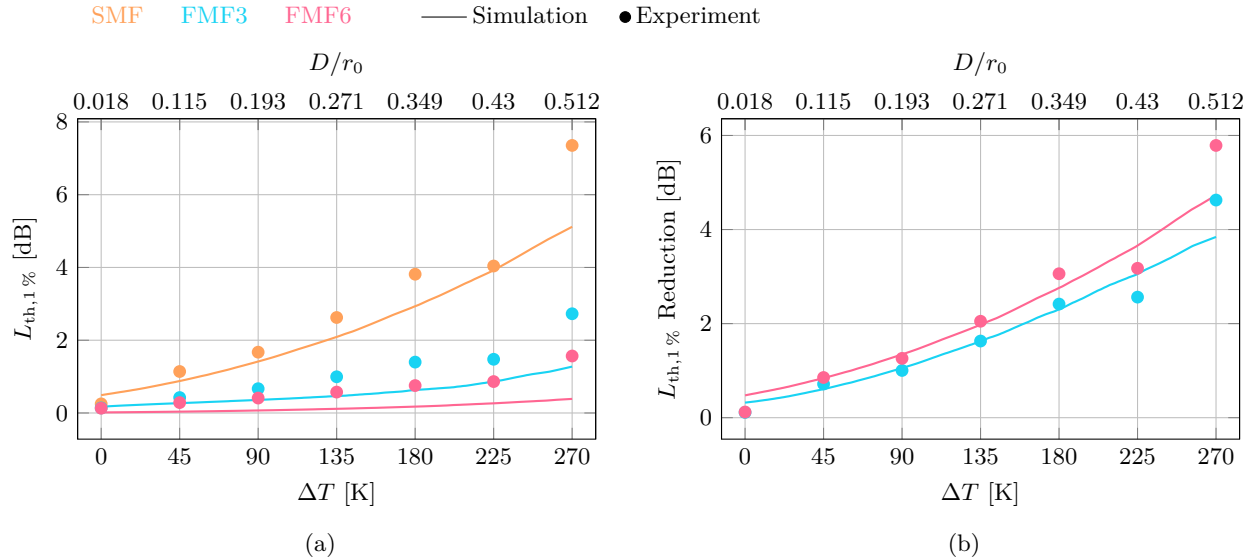 SMF FMF3 FMF6 Simulation Experiment
D/r₀
0.018 0.115 0.193 0.271 0.349 0.43 0.512
8
6
4
2
0
L_th,1 % [dB]
0 45 90 135 180 225 270
ΔT [K]
(a)
D/r₀
0.018 0.115 0.193 0.271 0.349 0.43 0.512
6
4
2
0
L_th,1 % Reduction [dB]
0 45 90 135 180 225 270
ΔT [K]
(b)